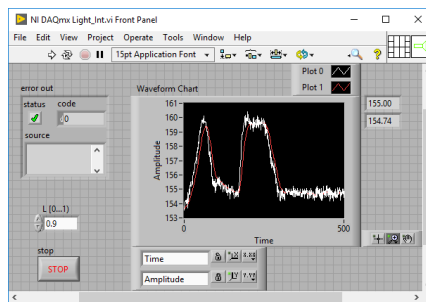 NI DAQmx Light_Int.vi Front Panel
File Edit View Project Operate Tools Window Help
15pt Application Font
Plot 0
Plot 1
error out
status code
0
source
Waveform Chart
161-
160-
159-
158-
157-
156-
155-
154-
153-
Amplitude
0 500
Time
155.00
154.74
L [0...1)
0.9
stop
STOP
Time
Amplitude